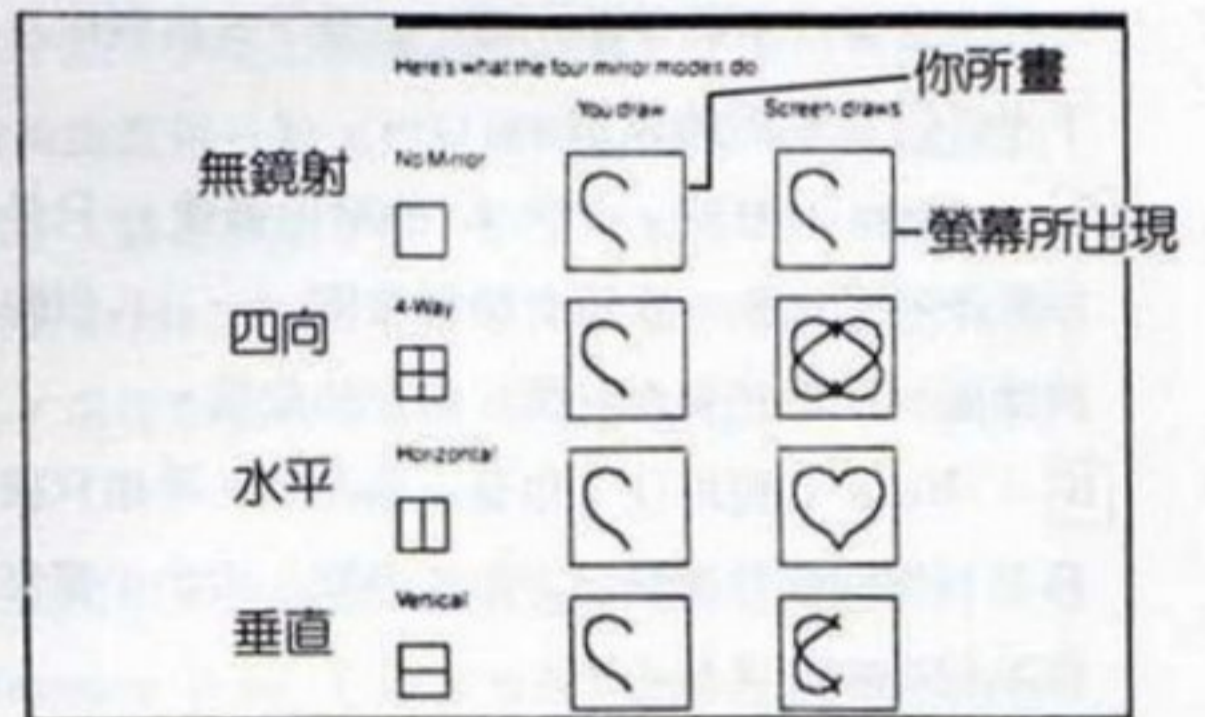 Here's what the four mirror modes do
你所畫
You draw
Screen draws
無鏡射
No Mirror
螢幕所出現
四向
4-Way
水平
Horizontal
垂直
Vertical